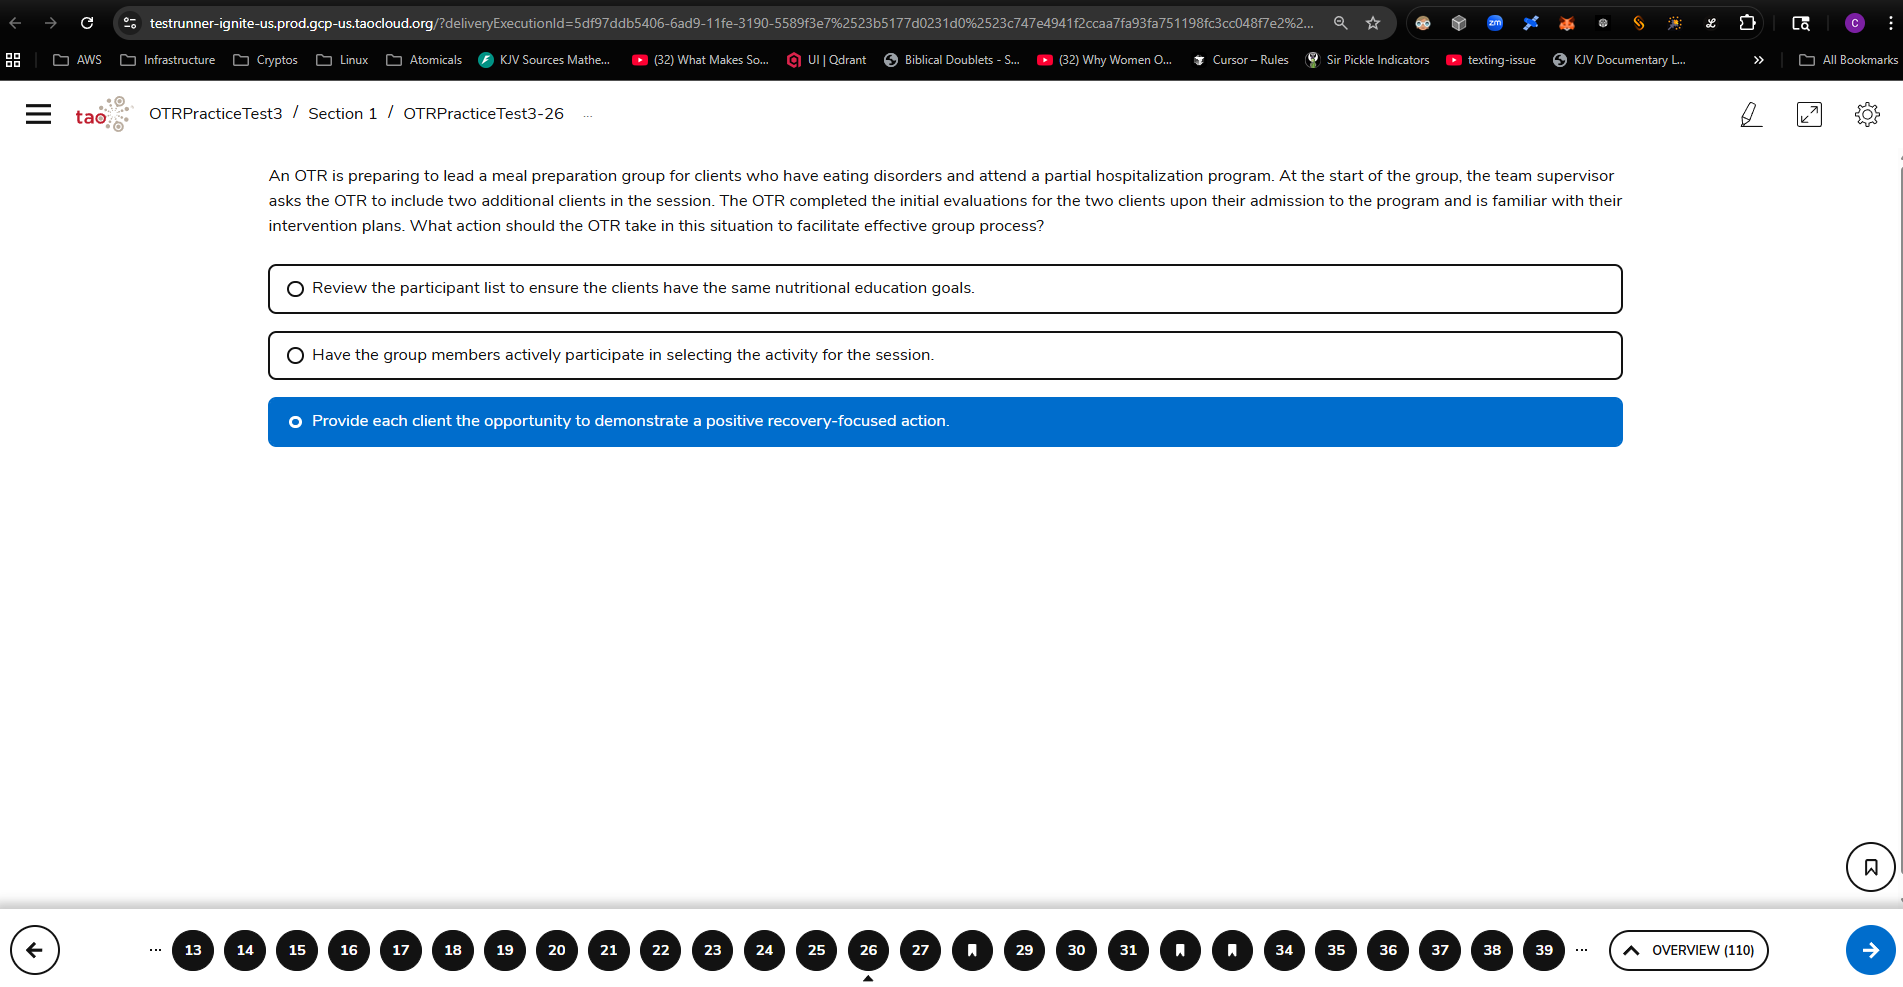 testrunner-ignite-us.prod.gcp-us.taocloud.org/?deliveryExecutionId=5df97ddb5406-6ad9-11fe-3190-5589f3e7%2523b5177d0231d0%2523c747e4941f2ccaa7fa93fa751198fc3cc048f7e2%2...
zm
C
AWS Infrastructure Cryptos Linux Atomicals KJV Sources Mathe... (32) What Makes So... UI | Qdrant Biblical Doublets - S... (32) Why Women O... Cursor – Rules Sir Pickle Indicators texting-issue KJV Documentary L... » All Bookmarks
tao OTRPracticeTest3 / Section 1 / OTRPracticeTest3-26 ...
An OTR is preparing to lead a meal preparation group for clients who have eating disorders and attend a partial hospitalization program. At the start of the group, the team supervisor
asks the OTR to include two additional clients in the session. The OTR completed the initial evaluations for the two clients upon their admission to the program and is familiar with their
intervention plans. What action should the OTR take in this situation to facilitate effective group process?
Review the participant list to ensure the clients have the same nutritional education goals.
Have the group members actively participate in selecting the activity for the session.
Provide each client the opportunity to demonstrate a positive recovery-focused action.
... 13 14 15 16 17 18 19 20 21 22 23 24 25 26 27 29 30 31 34 35 36 37 38 39 ... OVERVIEW (110)